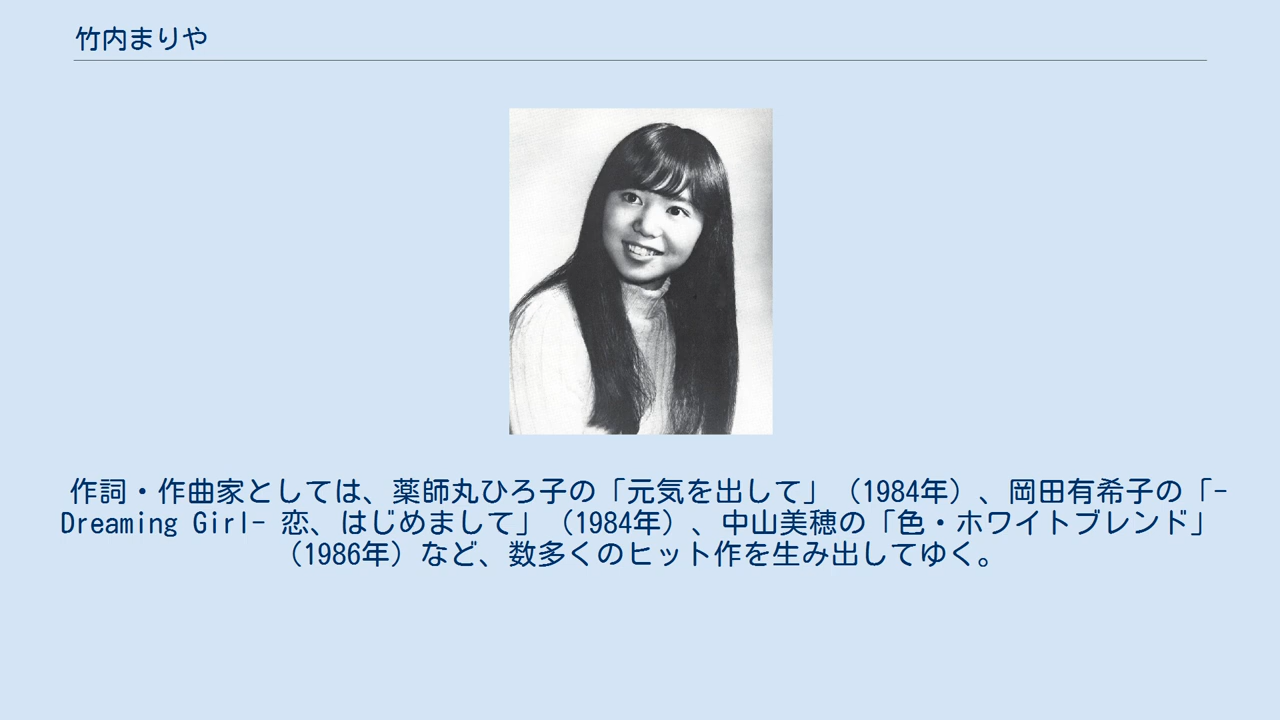 竹内まりや
作詞・作曲家としては、薬師丸ひろ子の「元気を出して」（1984年）、岡田有希子の「-
Dreaming Girl- 恋、はじめまして」（1984年）、中山美穂の「色・ホワイトブレンド」
（1986年）など、数多くのヒット作を生み出してゆく。